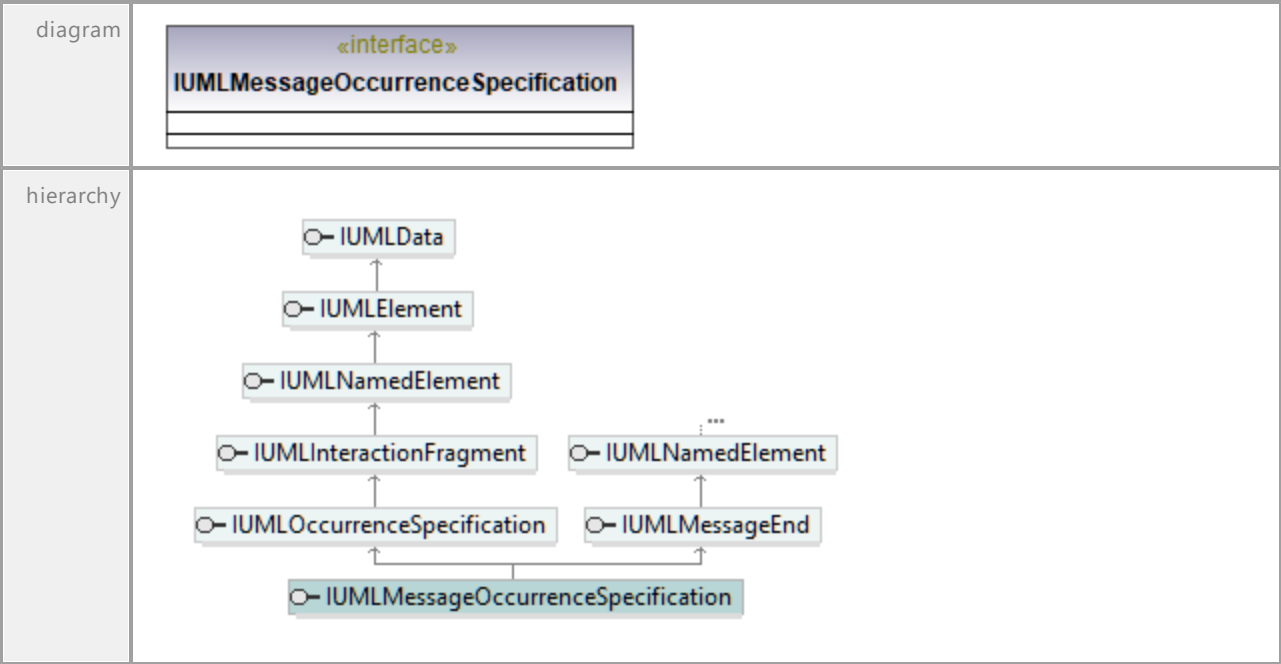 diagram
«interface»
IUMLMessageOccurrenceSpecification
hierarchy
IUMLData
IUMLElement
IUMLNamedElement
...
IUMLInteractionFragment
IUMLNamedElement
IUMLOccurrenceSpecification
IUMLMessageEnd
IUMLMessageOccurrenceSpecification